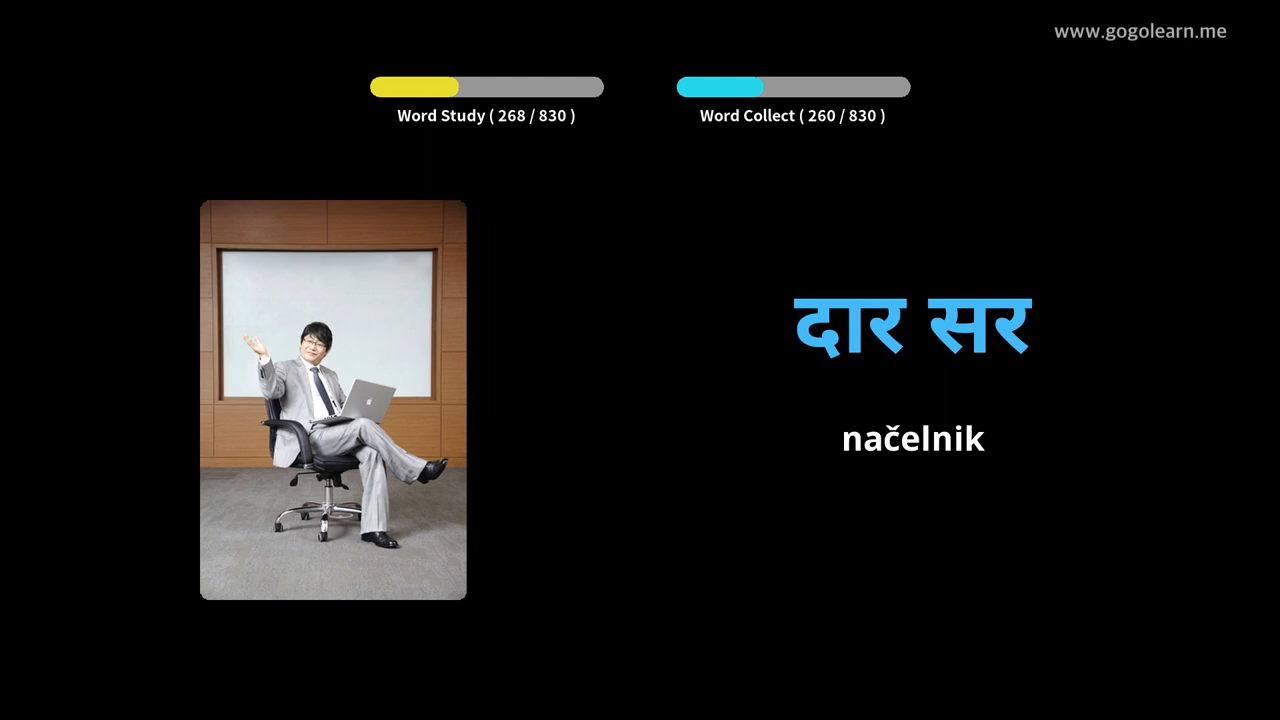 www.gogolearn.me
Word Study ( 268 / 830 )
Word Collect ( 260 / 830 )
दार सर
načelnik